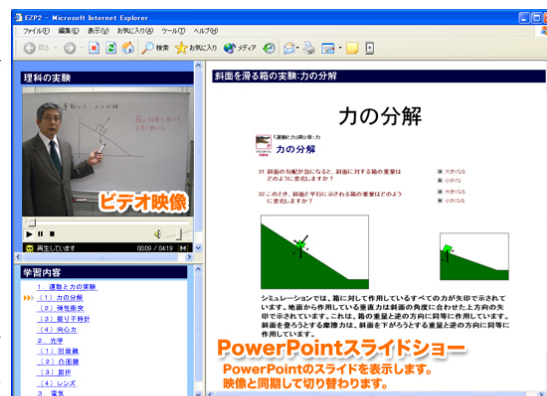 EZP2 - Microsoft Internet Explorer
ファイル(F) 編集(E) 表示(V) お気に入り(A) ツール(T) ヘルプ(H)
戻る 検索 お気に入り メディア
理科の実験
ビデオ映像
再生しています 00:09 / 04:19
学習内容
1. 運動と力の実験
(1) 力の分解
(2) 弾性衝突
(3) 振り子時計
(4) 向心力
2. 光学
(1) 凹面鏡
(2) 凸面鏡
(3) 屈折
(4) レンズ
3. 電気
斜面を滑る箱の実験:力の分解
力の分解
力の分解
31 斜面の勾配が急になると、斜面に対する箱の重量は
どのように変化しますか?
大きくなる
小さくなる
32 このとき、斜面と平行に示される箱の重量はどのよう
に変化しますか?
大きくなる
小さくなる
シミュレーションでは、箱に対して作用しているすべての力が矢印で示されて
います。地面から作用している垂直力は斜面の角度に合わせた上方向の矢
印で示されています。これは、箱の重量と逆の方向に同等に作用しています。
斜面を登ろうとする摩擦力は、斜面を下がろうとする重量と逆の方向に同等に
作用しています。
PowerPointスライドショー
PowerPointのスライドを表示します。
映像と同期して切り替わります。